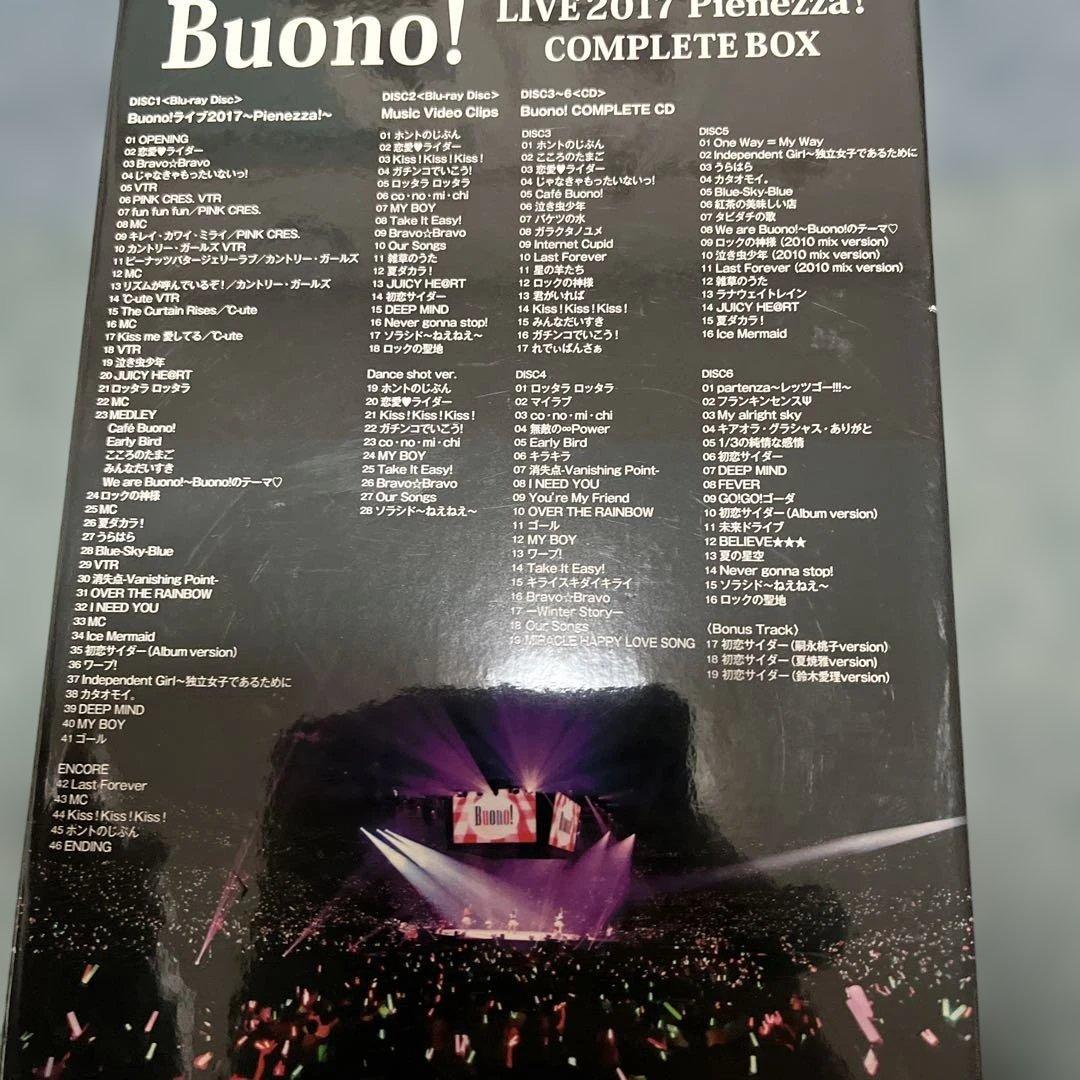 Buono!
LIVE2017 Pienezza!
COMPLETE BOX
DISC1<Blu-ray Disc>
Buono!ライブ2017～Pienezza!～
01 OPENING
02 恋愛♥ライダー
03 Bravo☆Bravo
04 じゃなきゃもったいないっ!
05 VTR
06 PINK CRES. VTR
07 fun fun fun／PINK CRES.
08 MC
09 キレイ・カワイ・ミライ／PINK CRES.
10 カントリー・ガールズ VTR
11 ピーナッツバタージェリーラブ／カントリー・ガールズ
12 MC
13 リズムが呼んでいるぞ!／カントリー・ガールズ
14 ℃-ute VTR
15 The Curtain Rises／℃-ute
16 MC
17 Kiss me 愛してる／℃-ute
18 VTR
19 泣き虫少年
20 JUICY HE@RT
21 ロッタラ ロッタラ
22 MC
23 MEDLEY
Café Buono!
Early Bird
こころのたまご
みんなだいすき
We are Buono!～Buono!のテーマ♡
24 ロックの神様
25 MC
26 夏ダカラ!
27 うらはら
28 Blue-Sky-Blue
29 VTR
30 消失点-Vanishing Point-
31 OVER THE RAINBOW
32 I NEED YOU
33 MC
34 Ice Mermaid
35 初恋サイダー(Album version)
36 ワープ!
37 Independent Girl～独立女子であるために
38 カタオモイ。
39 DEEP MIND
40 MY BOY
41 ゴール
ENCORE
42 Last Forever
43 MC
44 Kiss!Kiss!Kiss!
45 ホントのじぶん
46 ENDING
DISC2<Blu-ray Disc>
Music Video Clips
01 ホントのじぶん
02 恋愛♥ライダー
03 Kiss!Kiss!Kiss!
04 ガチンコでいこう!
05 ロッタラ ロッタラ
06 co・no・mi・chi
07 MY BOY
08 Take It Easy!
09 Bravo☆Bravo
10 Our Songs
11 雑草のうた
12 夏ダカラ!
13 JUICY HE@RT
14 初恋サイダー
15 DEEP MIND
16 Never gonna stop!
17 ソラシド～ねえねえ～
18 ロックの聖地
Dance shot ver.
19 ホントのじぶん
20 恋愛♥ライダー
21 Kiss!Kiss!Kiss!
22 ガチンコでいこう!
23 co・no・mi・chi
24 MY BOY
25 Take It Easy!
26 Bravo☆Bravo
27 Our Songs
28 ソラシド～ねえねえ～
DISC3～6<CD>
Buono! COMPLETE CD
DISC3
01 ホントのじぶん
02 こころのたまご
03 恋愛♥ライダー
04 じゃなきゃもったいないっ!
05 Café Buono!
06 泣き虫少年
07 バケツの水
08 ガラクタノユメ
09 Internet Cupid
10 Last Forever
11 星の羊たち
12 ロックの神様
13 君がいれば
14 Kiss!Kiss!Kiss!
15 みんなだいすき
16 ガチンコでいこう!
17 れでぃぱんさぁ
DISC4
01 ロッタラ ロッタラ
02 マイラブ
03 co・no・mi・chi
04 無敵の∞Power
05 Early Bird
06 キラキラ
07 消失点-Vanishing Point-
08 I NEED YOU
09 You're My Friend
10 OVER THE RAINBOW
11 ゴール
12 MY BOY
13 ワープ!
14 Take It Easy!
15 キライスキダイキライ
16 Bravo☆Bravo
17 ―Winter Story―
18 Our Songs
19 MIRACLE HAPPY LOVE SONG
DISC5
01 One Way = My Way
02 Independent Girl～独立女子であるために
03 うらはら
04 カタオモイ。
05 Blue-Sky-Blue
06 紅茶の美味しい店
07 タビダチの歌
08 We are Buono!～Buono!のテーマ♡
09 ロックの神様 (2010 mix version)
10 泣き虫少年 (2010 mix version)
11 Last Forever (2010 mix version)
12 雑草のうた
13 ラナウェイトレイン
14 JUICY HE@RT
15 夏ダカラ!
16 Ice Mermaid
DISC6
01 partenza～レッツゴー!!!～
02 フランキンセンスΨ
03 My alright sky
04 キアオラ・グラシャス・ありがと
05 1/3の純情な感情
06 初恋サイダー
07 DEEP MIND
08 FEVER
09 GO!GO!ゴーダ
10 初恋サイダー(Album version)
11 未来ドライブ
12 BELIEVE★★★
13 夏の星空
14 Never gonna stop!
15 ソラシド～ねえねえ～
16 ロックの聖地
〈Bonus Track〉
17 初恋サイダー(嗣永桃子version)
18 初恋サイダー(夏焼雅version)
19 初恋サイダー(鈴木愛理version)
Buono!